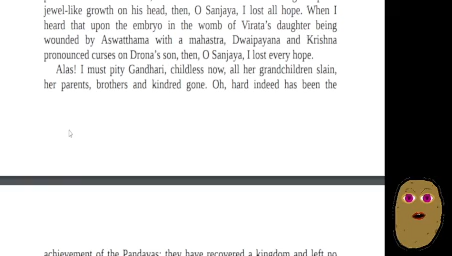 jewel-like growth on his head, then, O Sanjaya, I lost all hope. When I
heard that upon the embryo in the womb of Virata's daughter being
wounded by Aswatthama with a mahastra, Dwaipayana and Krishna
pronounced curses on Drona's son, then, O Sanjaya, I lost every hope.
Alas! I must pity Gandhari, childless now, all her grandchildren slain,
her parents, brothers and kindred gone. Oh, hard indeed has been the
achievement of the Pandavas: they have recovered a kingdom and left no